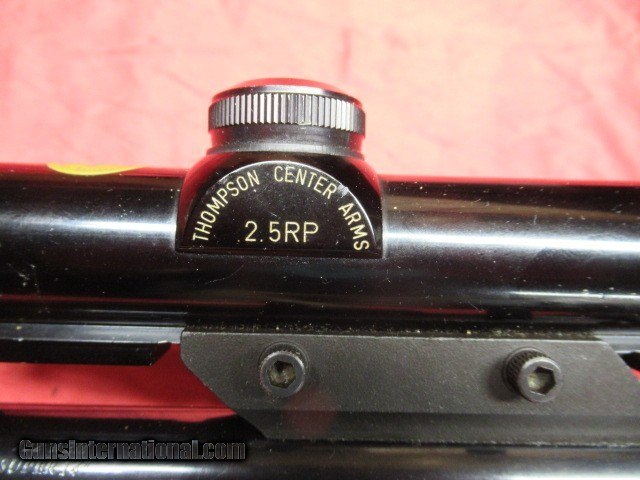 THOMPSON CENTER ARMS
2.5RP
GunsInternational.com